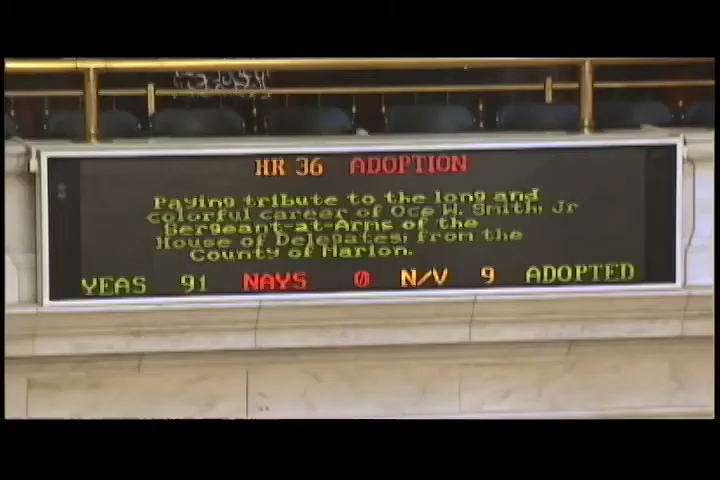 HR 36 ADOPTION
Paying tribute to the long and
colorful career of Oce W. Smith, Jr
Sergeant-at-Arms of the
House of Delegates; from the
County of Marion.
YEAS 91 NAYS 0 N/V 9 ADOPTED